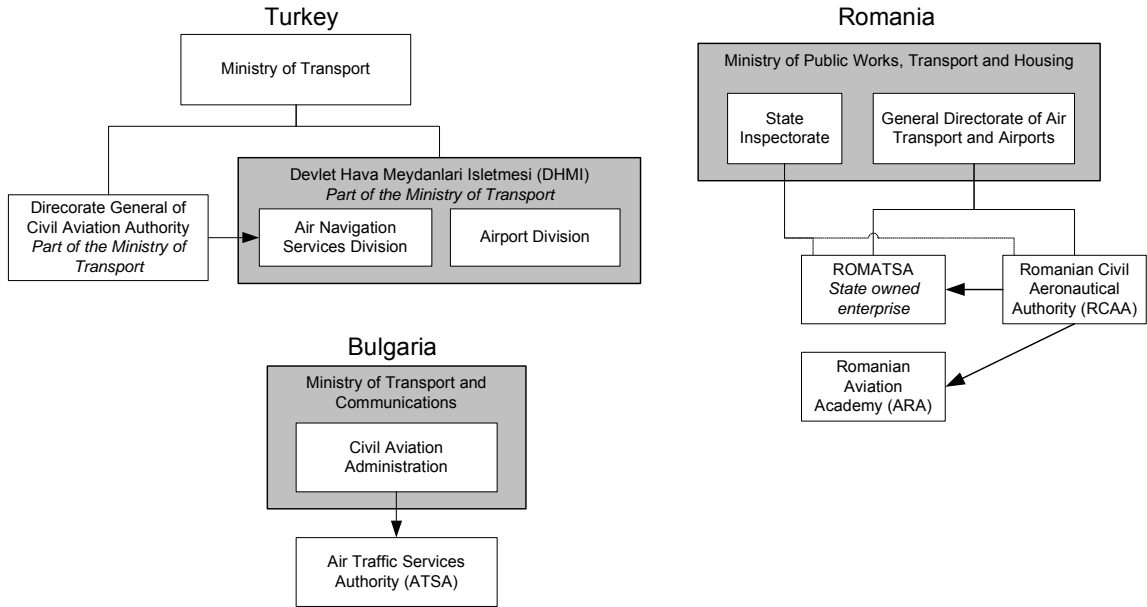 Turkey
Ministry of Transport
Devlet Hava Meydanlari Isletmesi (DHMI)
Part of the Ministry of Transport
Air Navigation
Services Division
Airport Division
Direcorate General of
Civil Aviation Authority
Part of the Ministry of
Transport
Romania
Ministry of Public Works, Transport and Housing
State
Inspectorate
General Directorate of Air
Transport and Airports
ROMATSA
State owned
enterprise
Romanian Civil
Aeronautical
Authority (RCAA)
Romanian
Aviation
Academy (ARA)
Bulgaria
Ministry of Transport and
Communications
Civil Aviation
Administration
Air Traffic Services
Authority (ATSA)